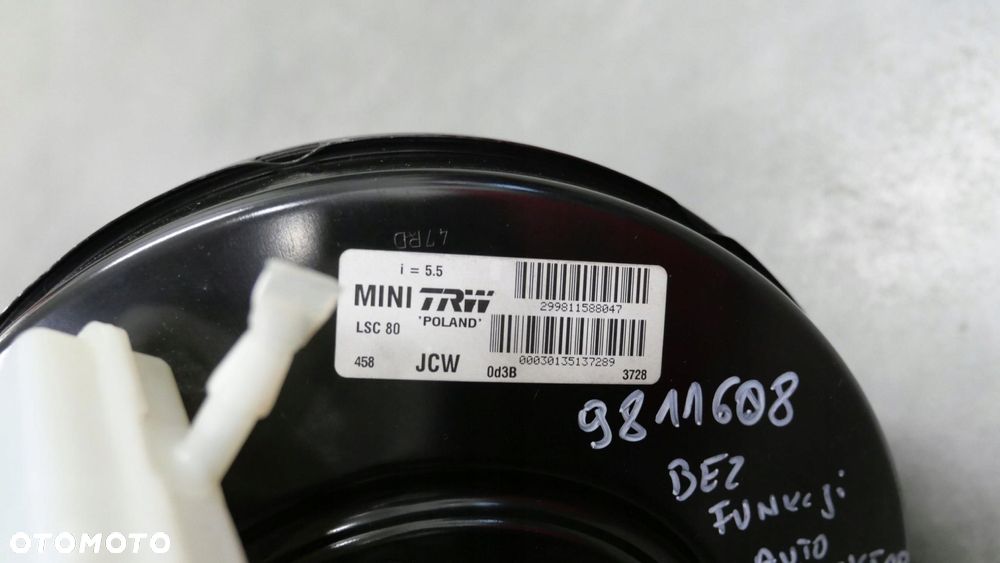 47RD
i = 5.5
MINI TRW
299811588047
LSC 80 'POLAND'
00030135137289
458 JCW 0d3B 3728
9811608
BEZ
FUNKCJi
AUTO
OTOMOTO